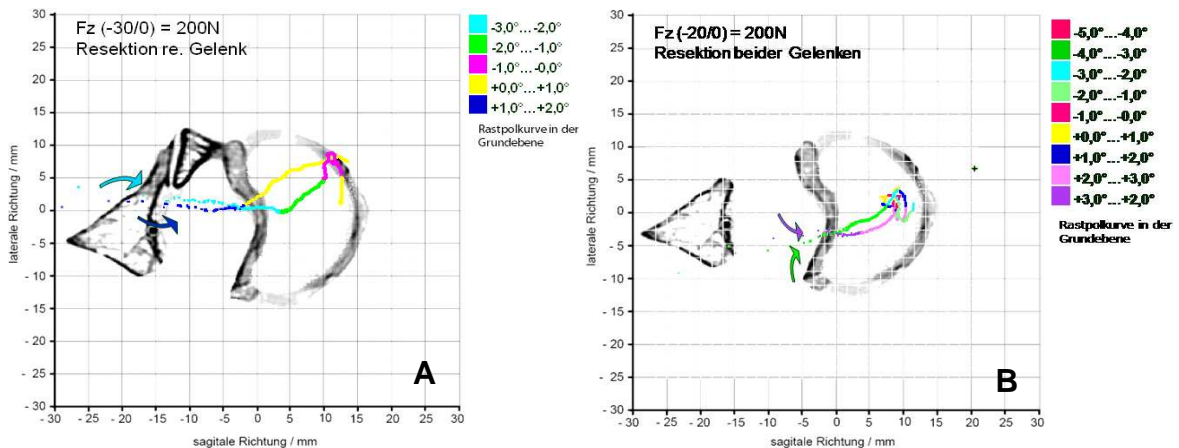 Fz (-30/0) = 200N
Resektion re. Gelenk
laterale Richtung / mm
30
25
20
15
10
5
0
- 5
- 10
- 15
- 20
- 25
- 30
- 30 - 25 - 20 - 15 - 10 - 5 0 5 10 15 20 25 30
sagitale Richtung / mm
A
-3,0°...-2,0°
-2,0°...-1,0°
-1,0°...-0,0°
+0,0°...+1,0°
+1,0°...+2,0°
Rastpolkurve in der
Grundebene
Fz (-20/0) = 200N
Resektion beider Gelenken
laterale Richtung / mm
30
25
20
15
10
5
0
- 5
- 10
- 15
- 20
- 25
- 30
- 30 - 25 - 20 - 15 - 10 - 5 0 5 10 15 20 25 30
sagitale Richtung / mm
B
-5,0°...-4,0°
-4,0°...-3,0°
-3,0°...-2,0°
-2,0°...-1,0°
-1,0°...-0,0°
+0,0°...+1,0°
+1,0°...+2,0°
+2,0°...+3,0°
+3,0°...+2,0°
Rastpolkurve in der
Grundebene